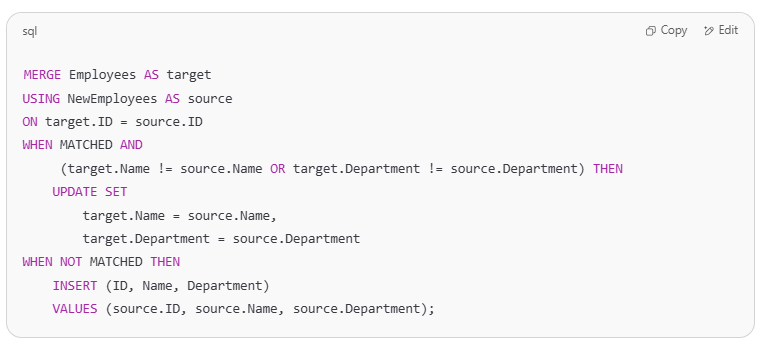 sql
Copy Edit
MERGE Employees AS target
USING NewEmployees AS source
ON target.ID = source.ID
WHEN MATCHED AND
     (target.Name != source.Name OR target.Department != source.Department) THEN
    UPDATE SET
        target.Name = source.Name,
        target.Department = source.Department
WHEN NOT MATCHED THEN
    INSERT (ID, Name, Department)
    VALUES (source.ID, source.Name, source.Department);